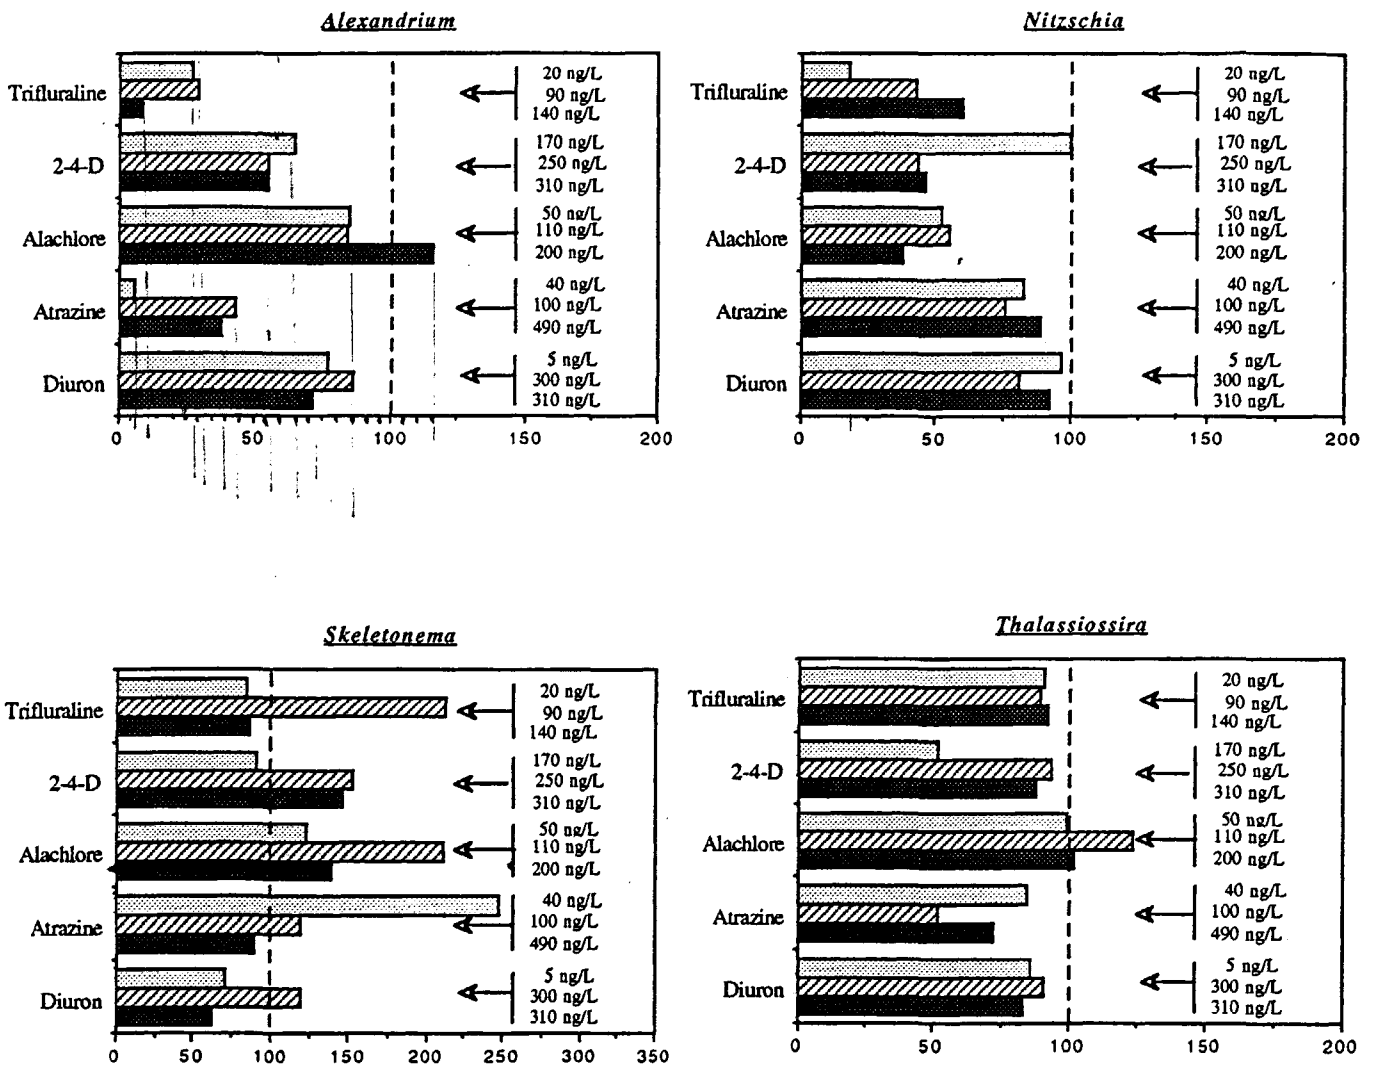 Alexandrium
Trifluraline
2-4-D
Alachlore
Atrazine
Diuron
20 ng/L
90 ng/L
140 ng/L
170 ng/L
250 ng/L
310 ng/L
50 ng/L
110 ng/L
200 ng/L
40 ng/L
100 ng/L
490 ng/L
5 ng/L
300 ng/L
310 ng/L
0 50 100 150 200
Nitzschia
Trifluraline
2-4-D
Alachlore
Atrazine
Diuron
20 ng/L
90 ng/L
140 ng/L
170 ng/L
250 ng/L
310 ng/L
50 ng/L
110 ng/L
200 ng/L
40 ng/L
100 ng/L
490 ng/L
5 ng/L
300 ng/L
310 ng/L
0 50 100 150 200
Skeletonema
Trifluraline
2-4-D
Alachlore
Atrazine
Diuron
20 ng/L
90 ng/L
140 ng/L
170 ng/L
250 ng/L
310 ng/L
50 ng/L
110 ng/L
200 ng/L
40 ng/L
100 ng/L
490 ng/L
5 ng/L
300 ng/L
310 ng/L
0 50 100 150 200 250 300 350
Thalassiossira
Trifluraline
2-4-D
Alachlore
Atrazine
Diuron
20 ng/L
90 ng/L
140 ng/L
170 ng/L
250 ng/L
310 ng/L
50 ng/L
110 ng/L
200 ng/L
40 ng/L
100 ng/L
490 ng/L
5 ng/L
300 ng/L
310 ng/L
0 50 100 150 200